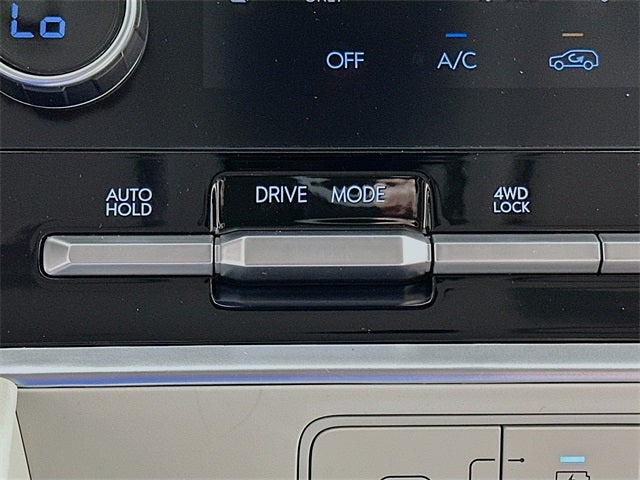 Lo
OFF A/C
AUTO
HOLD
DRIVE MODE
4WD
LOCK